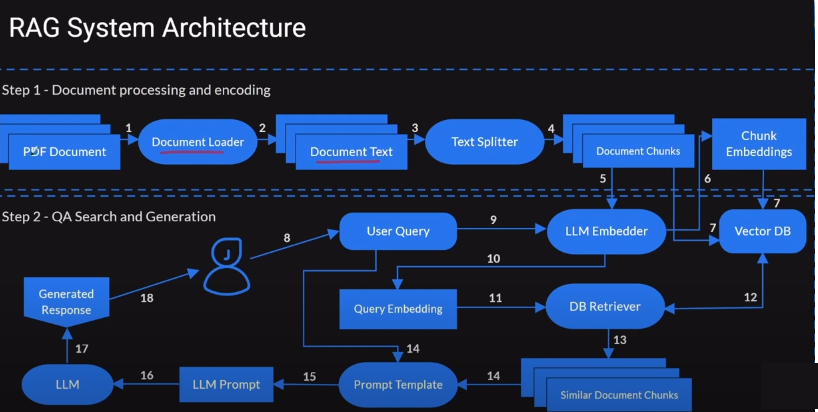 RAG System Architecture
Step 1 - Document processing and encoding
PDF Document
1
Document Loader
2
Document Text
3
Text Splitter
4
Document Chunks
Chunk
Embeddings
5
6
7
7
Step 2 - QA Search and Generation
8
User Query
9
LLM Embedder
Vector DB
J
10
Generated
Response
18
Query Embedding
11
DB Retriever
12
17
14
13
LLM
16
LLM Prompt
15
Prompt Template
14
Similar Document Chunks